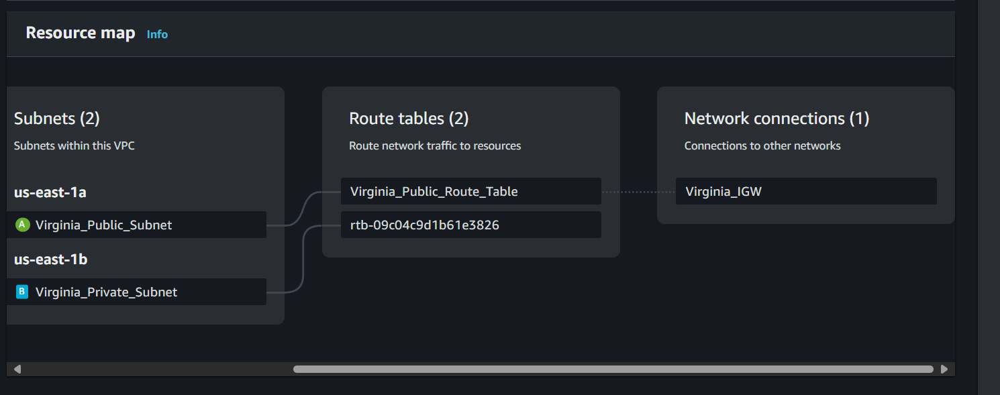 Resource map Info
Subnets (2)
Subnets within this VPC
us-east-1a
A Virginia_Public_Subnet
us-east-1b
B Virginia_Private_Subnet
Route tables (2)
Route network traffic to resources
Virginia_Public_Route_Table
rtb-09c04c9d1b61e3826
Network connections (1)
Connections to other networks
Virginia_IGW